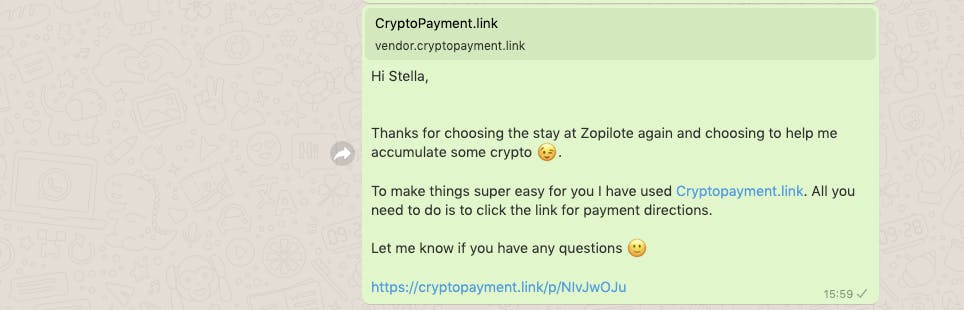 CryptoPayment.link
vendor.cryptopayment.link
Hi Stella,
Thanks for choosing the stay at Zopilote again and choosing to help me
accumulate some crypto 😉.
To make things super easy for you I have used Cryptopayment.link. All you
need to do is to click the link for payment directions.
Let me know if you have any questions 🙂
https://cryptopayment.link/p/NIvJwOJu
15:59